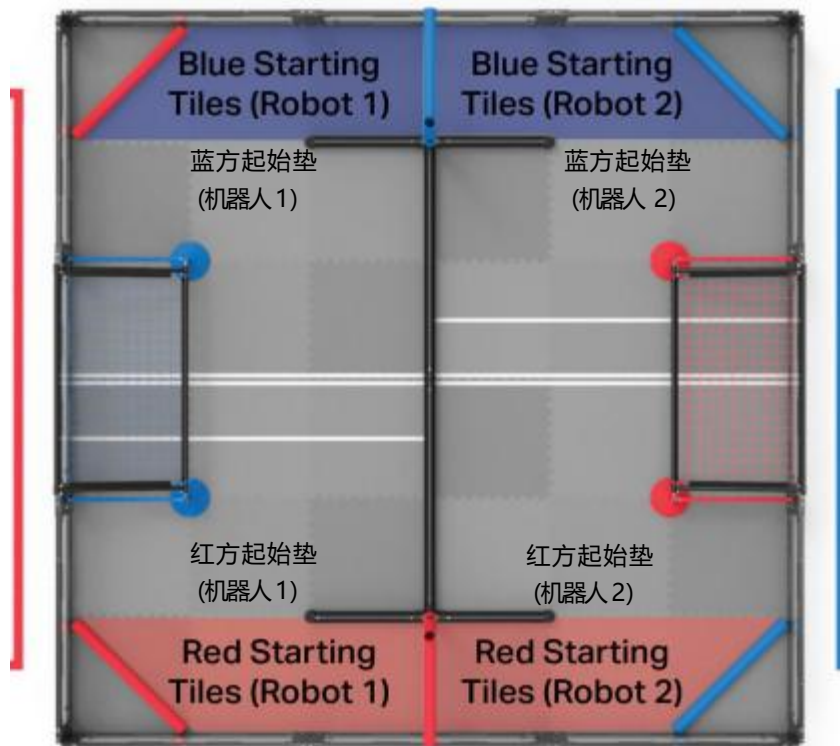 Blue Starting
Tiles (Robot 1)
Blue Starting
Tiles (Robot 2)
蓝方起始垫
(机器人1)
蓝方起始垫
(机器人 2)
红方起始垫
(机器人1)
红方起始垫
(机器人2)
Red Starting
Tiles (Robot 1)
Red Starting
Tiles (Robot 2)